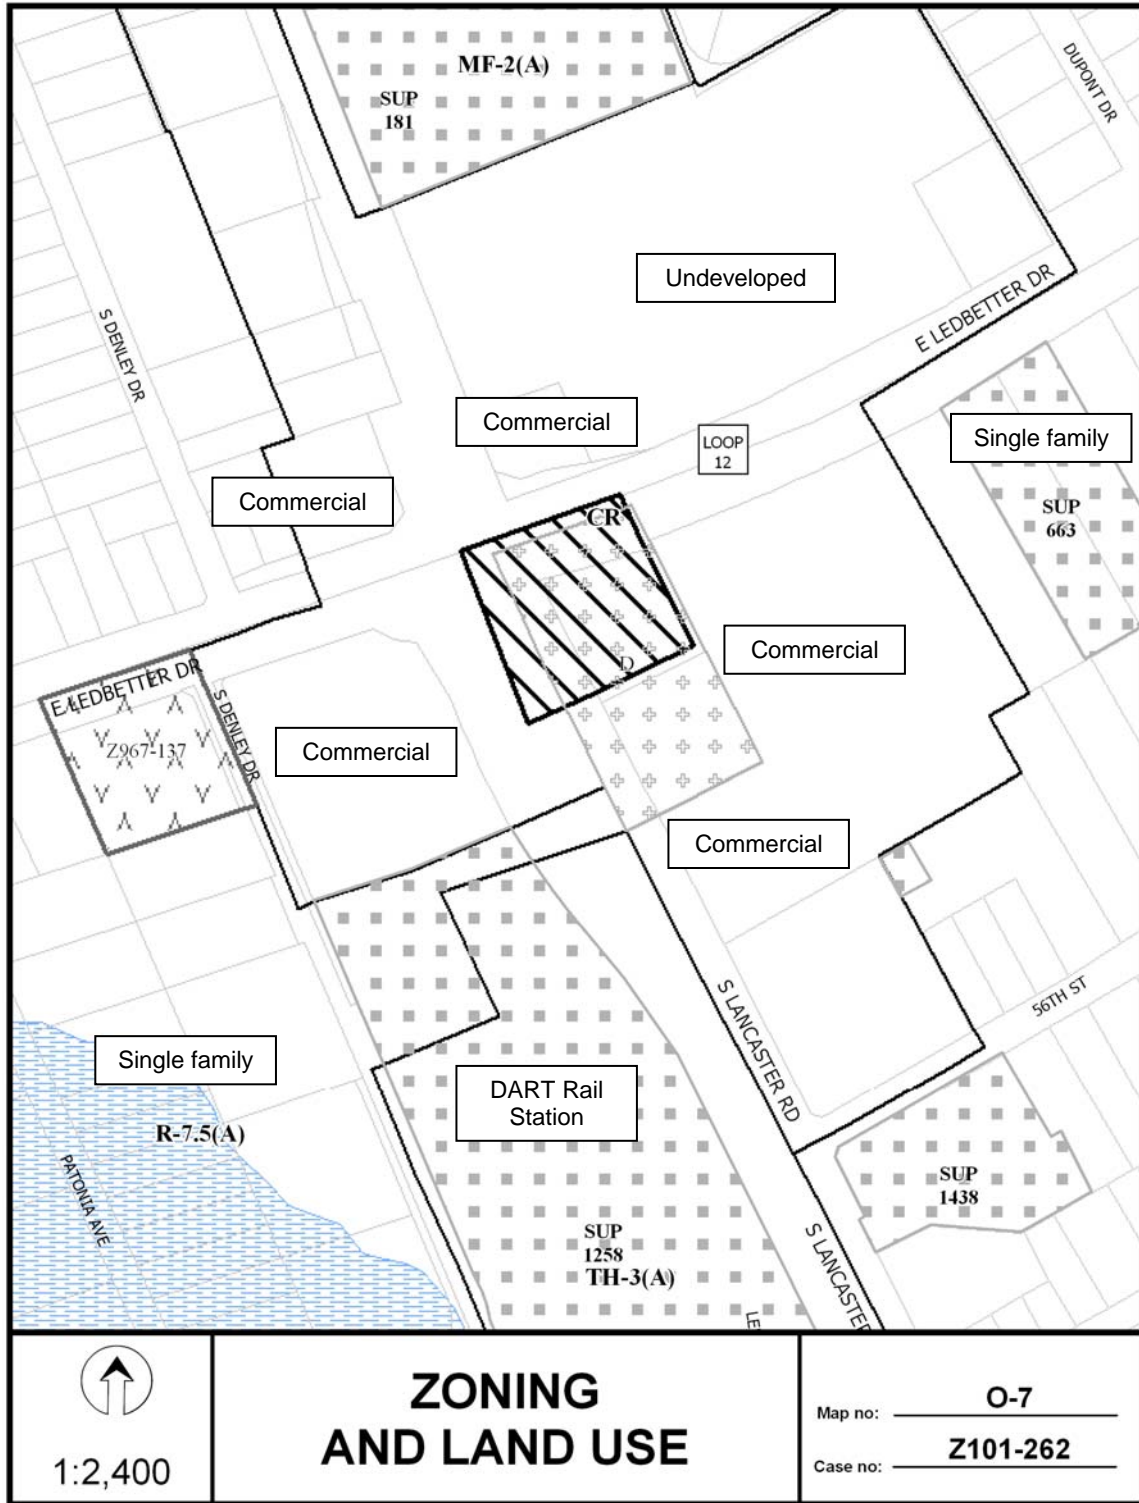 MF-2(A)
SUP
181
DUPONT DR
Undeveloped
E LEDBETTER DR
S DENLEY DR
Commercial
LOOP
12
Single family
Commercial
CR
SUP
663
Commercial
D
E LEDBETTER DR
S DENLEY DR
Z967-137
Commercial
Commercial
S LANCASTER RD
56TH ST
Single family
DART Rail
Station
R-7.5(A)
PATONIA AVE
SUP
1438
SUP
1258
TH-3(A)
S LANCASTER
LE
1:2,400
ZONING
AND LAND USE
Map no: O-7
Case no: Z101-262